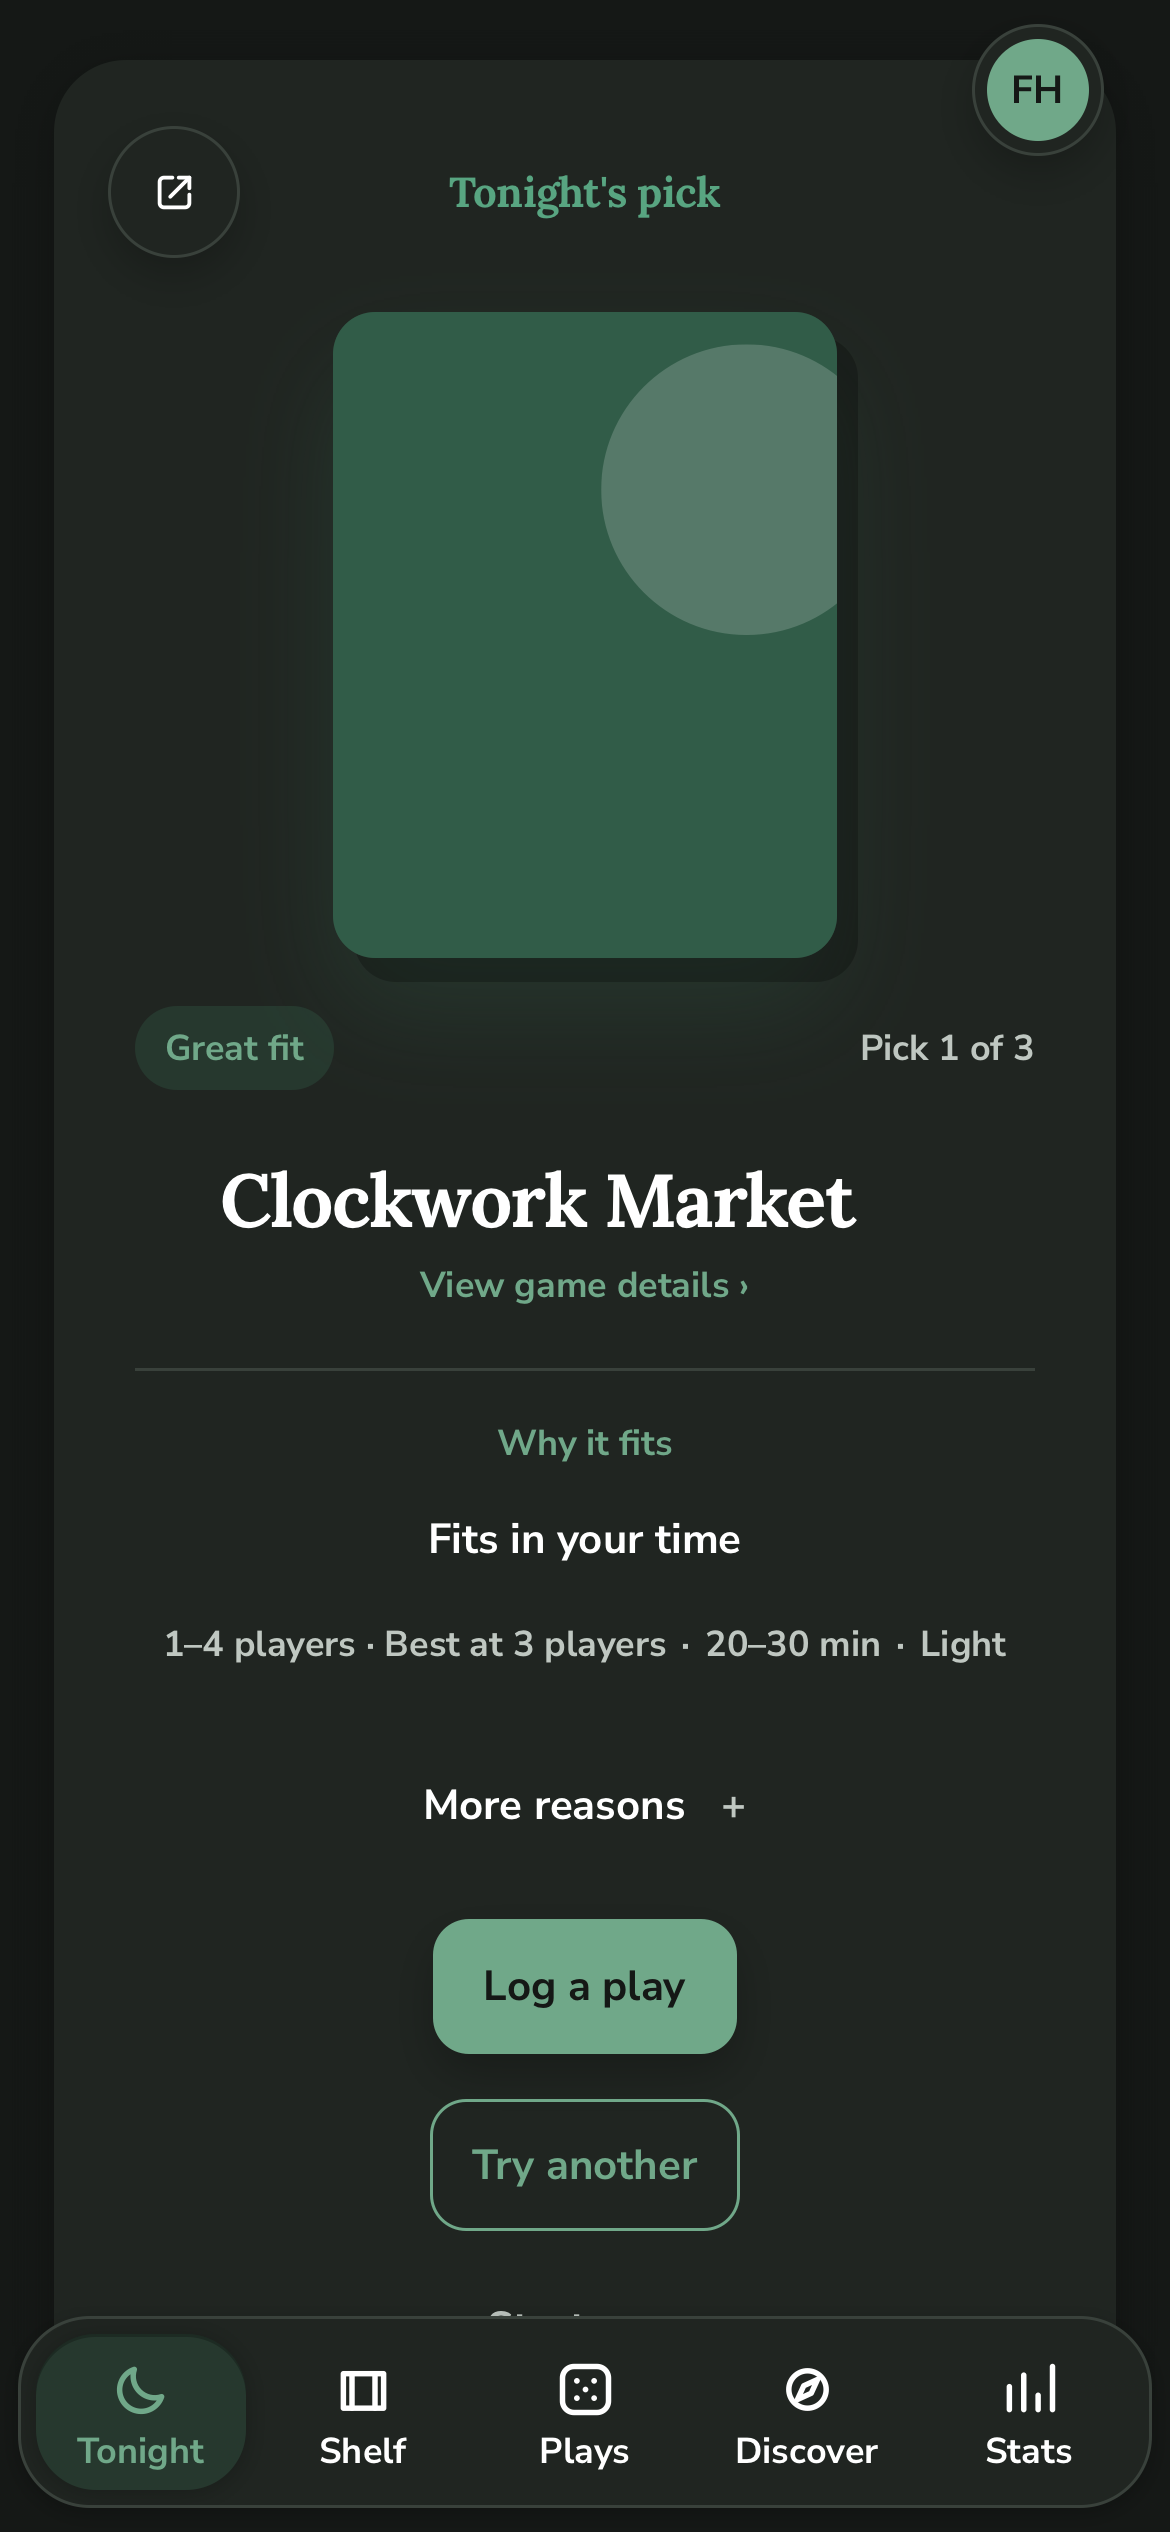 FH
Tonight's pick
Great fit
Pick 1 of 3
Clockwork Market
View game details ›
Why it fits
Fits in your time
1–4 players · Best at 3 players · 20–30 min · Light
More reasons +
Log a play
Try another
Tonight
Shelf
Plays
Discover
Stats